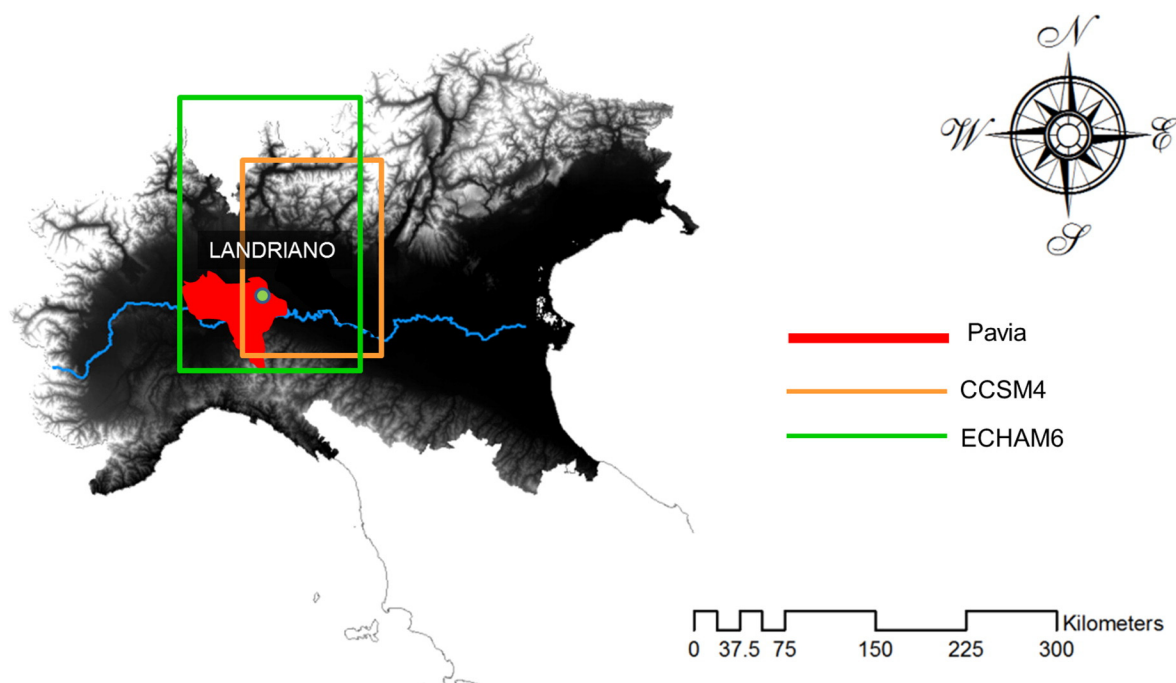 N
W E
S
LANDRIANO
Pavia
CCSM4
ECHAM6
Kilometers
0 37.5 75 150 225 300